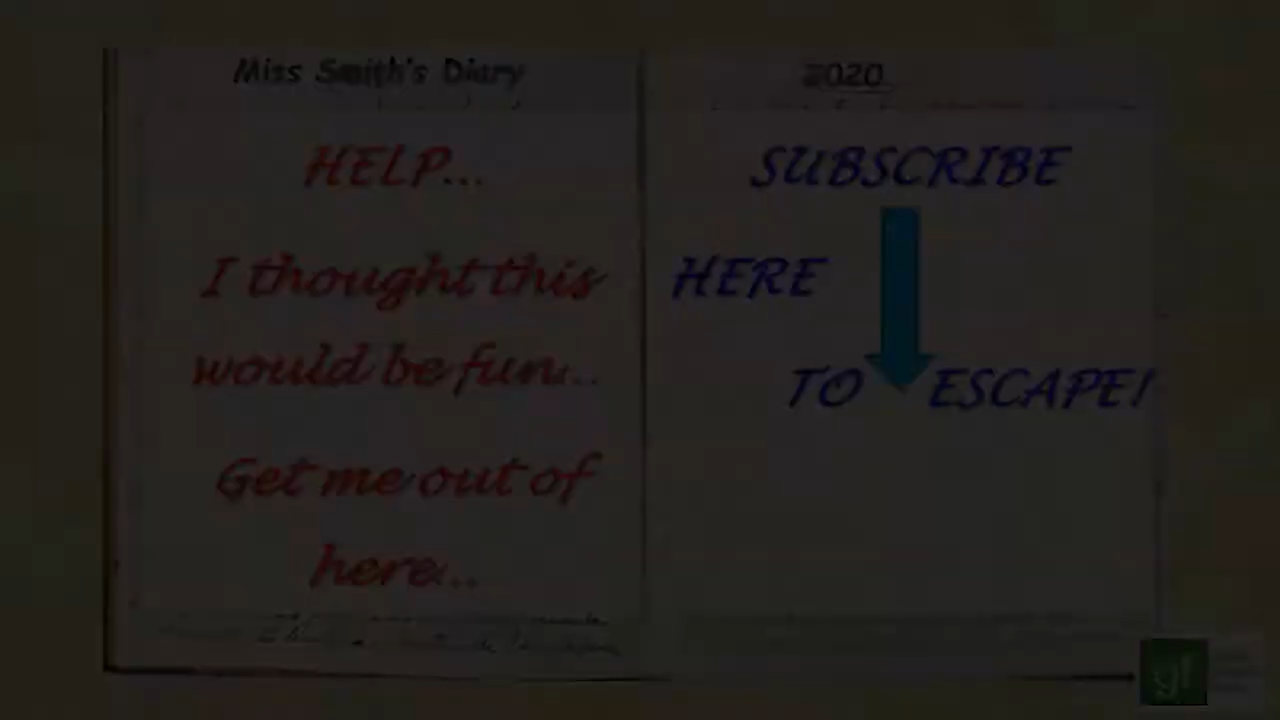 Miss Smith's Diary
HELP...
I thought this
would be fun...
Get me out of
here...
2020
SUBSCRIBE
HERE
TO ESCAPE!
gf